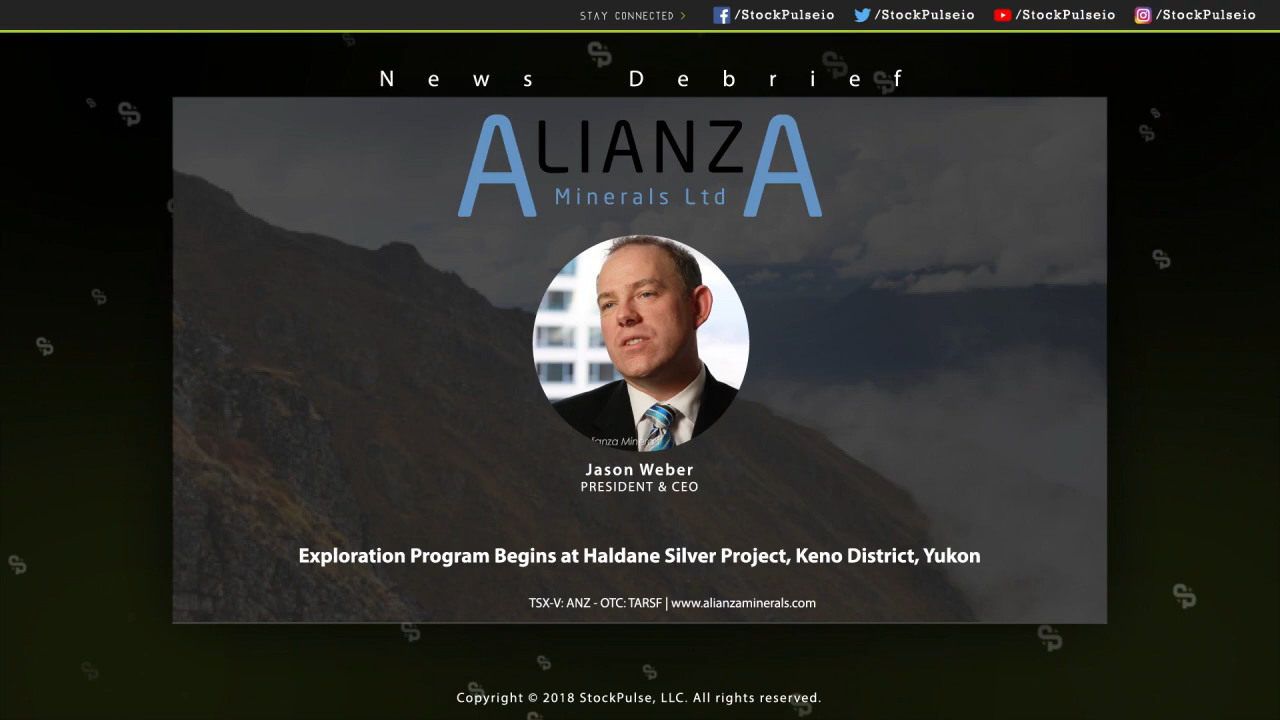 STAY CONNECTED > /StockPulseio /StockPulseio /StockPulseio /StockPulseio
News Debrief
ALIANZA
Minerals Ltd
Jason Weber
PRESIDENT & CEO
Exploration Program Begins at Haldane Silver Project, Keno District, Yukon
TSX-V: ANZ - OTC: TARSF | www.alianzaminerals.com
Copyright © 2018 StockPulse, LLC. All rights reserved.